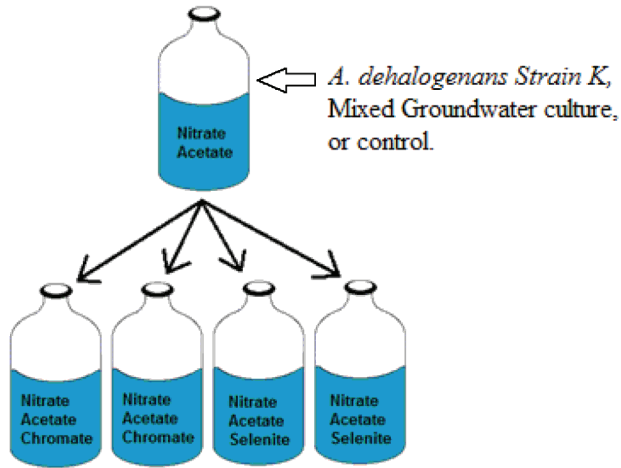 A. dehalogenans Strain K,
Mixed Groundwater culture,
or control.
Nitrate
Acetate
Nitrate
Acetate
Chromate
Nitrate
Acetate
Chromate
Nitrate
Acetate
Selenite
Nitrate
Acetate
Selenite